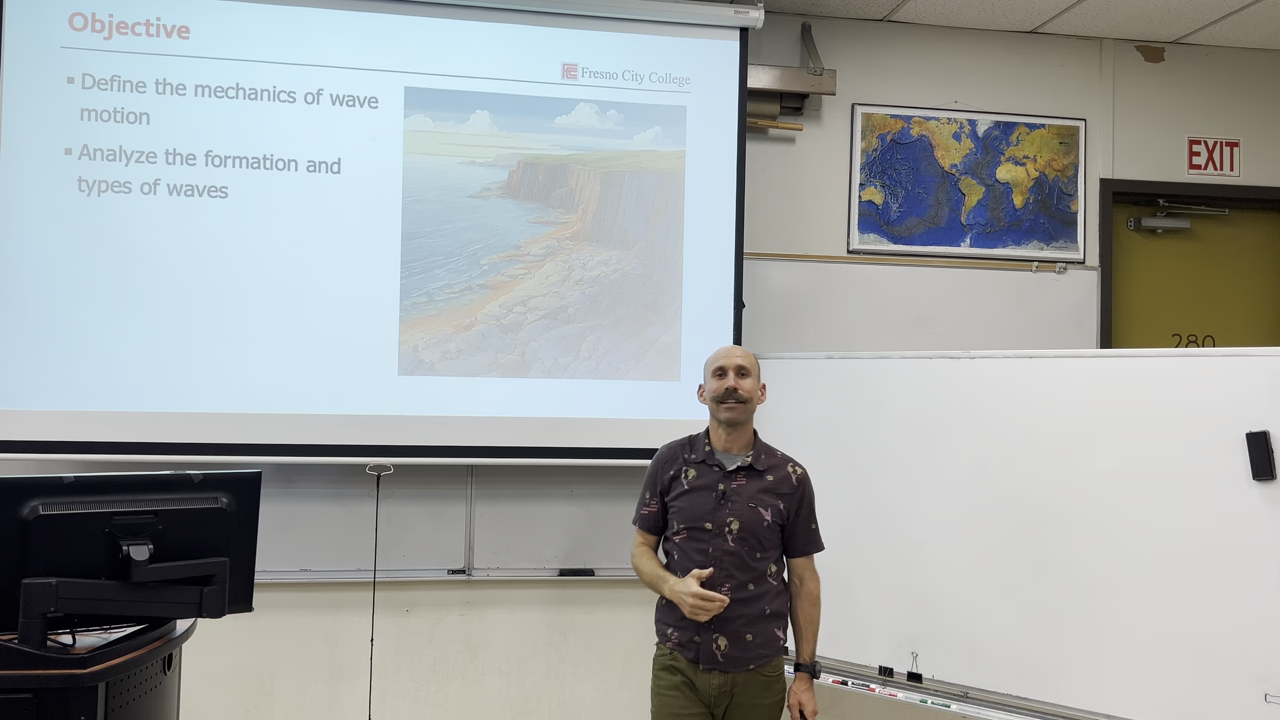 Objective
Fresno City College
▪ Define the mechanics of wave
motion
▪ Analyze the formation and
types of waves
EXIT
280